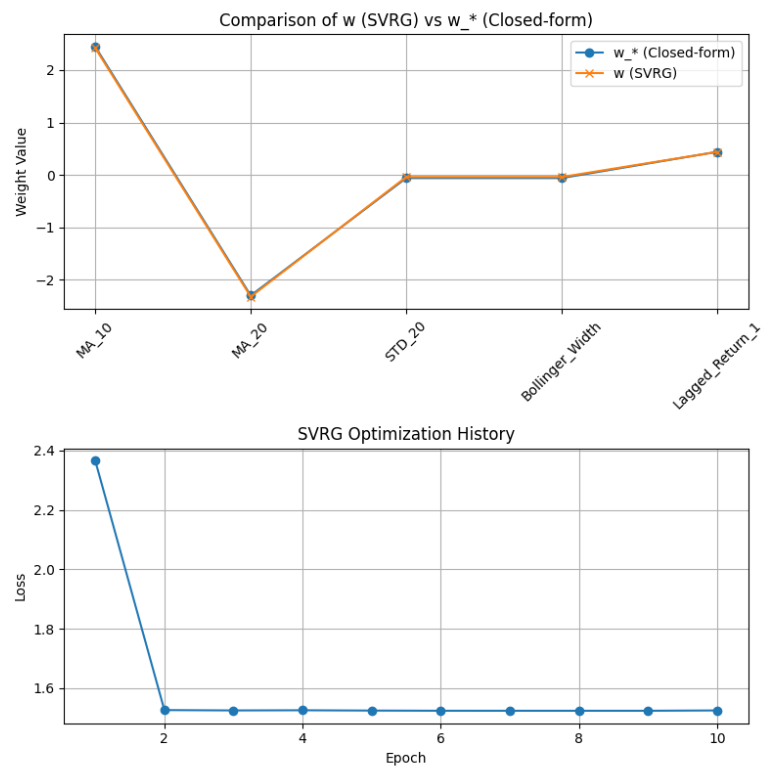 Comparison of w (SVRG) vs w_* (Closed-form)
w_* (Closed-form)
w (SVRG)
Weight Value
2
1
0
−1
−2
MA_10
MA_20
STD_20
Bollinger_Width
Lagged_Return_1
SVRG Optimization History
Loss
2.4
2.2
2.0
1.8
1.6
2
4
6
8
10
Epoch